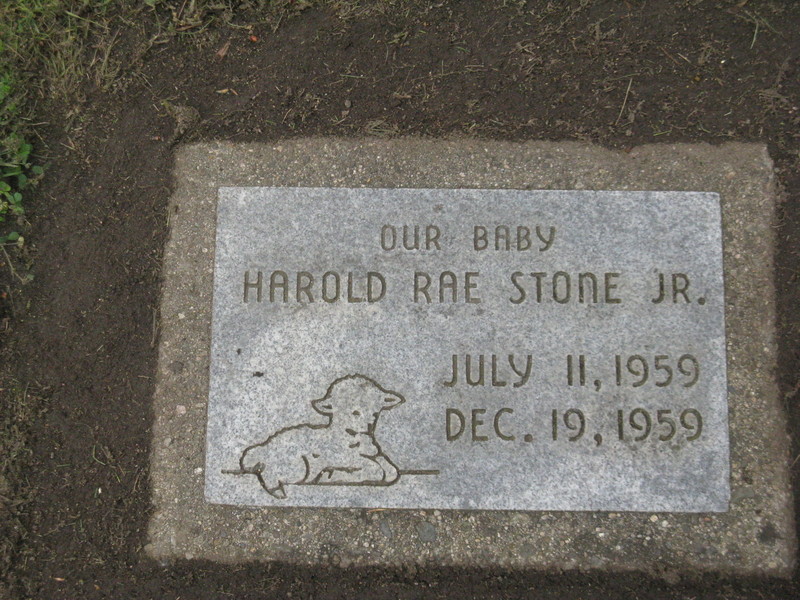 OUR BABY
HAROLD RAE STONE JR.
JULY 11, 1959
DEC. 19, 1959